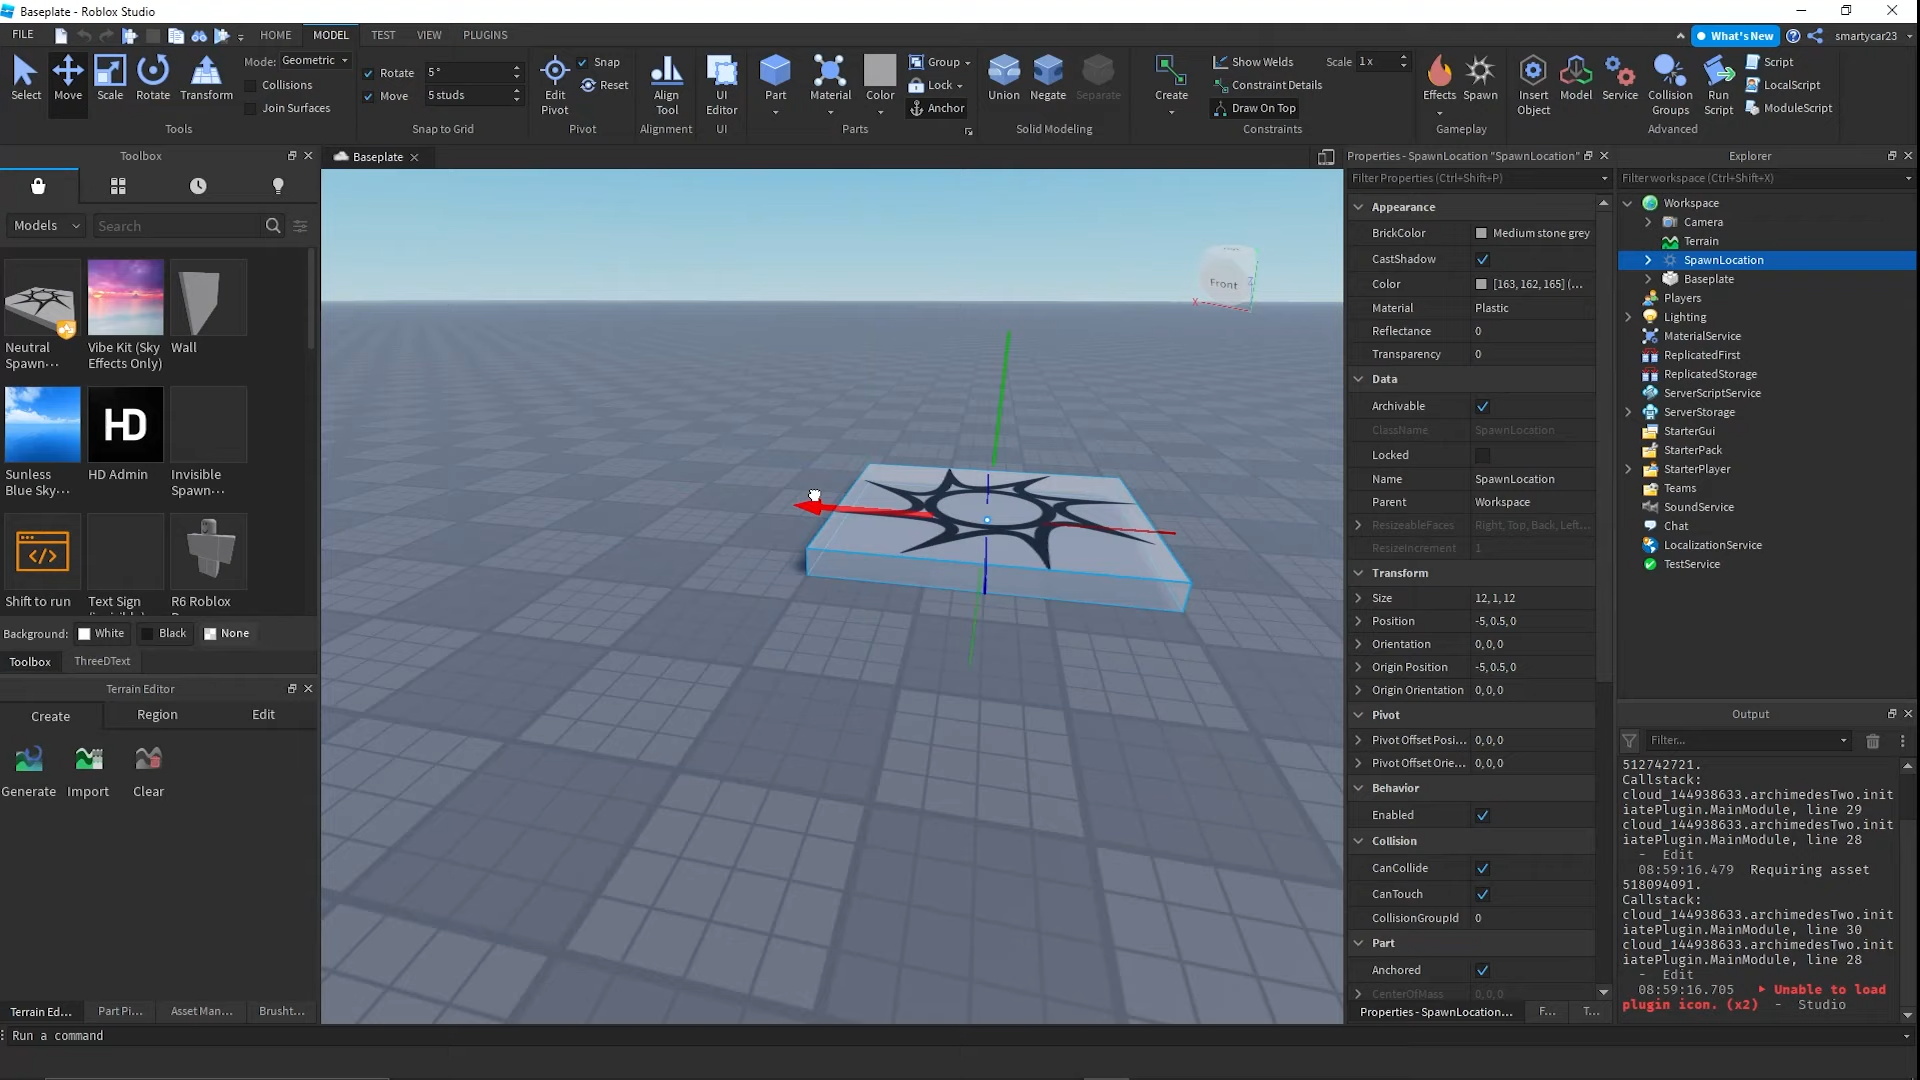 Baseplate - Roblox Studio
FILE
HOME
MODEL
TEST
VIEW
PLUGINS
What's New
smartycar23
Select
Move
Scale
Rotate
Transform
Mode: Geometric
Collisions
Join Surfaces
Tools
Rotate 5°
Move 5 studs
Snap to Grid
Edit Pivot
Snap
Reset
Pivot
Align Tool
Alignment
UI Editor
UI
Part
Material
Color
Group
Lock
Anchor
Parts
Union
Negate
Separate
Solid Modeling
Create
Show Welds
Constraint Details
Draw On Top
Scale 1 x
Constraints
Effects
Spawn
Gameplay
Insert Object
Model
Service
Collision Groups
Run Script
Script
LocalScript
ModuleScript
Advanced
Toolbox
Models
Search
Neutral Spawn···
Vibe Kit (Sky Effects Only)
Wall
Sunless Blue Sky···
HD
HD Admin
Invisible Spawn···
Shift to run
Text Sign
R6 Roblox
Background: White Black None
Toolbox
ThreeDText
Terrain Editor
Create
Region
Edit
Generate
Import
Clear
Terrain Ed...
Part Pi...
Asset Man...
Brusht...
Run a command
Baseplate
Front
X
Z
Properties - SpawnLocation "SpawnLocation"
Filter Properties (Ctrl+Shift+P)
Appearance
BrickColor Medium stone grey
CastShadow
Color [163, 162, 165] (...
Material Plastic
Reflectance 0
Transparency 0
Data
Archivable
ClassName SpawnLocation
Locked
Name SpawnLocation
Parent Workspace
ResizeableFaces Right, Top, Back, Left...
ResizeIncrement 1
Transform
Size 12, 1, 12
Position -5, 0.5, 0
Orientation 0, 0, 0
Origin Position -5, 0.5, 0
Origin Orientation 0, 0, 0
Pivot
Pivot Offset Posi... 0, 0, 0
Pivot Offset Orie... 0, 0, 0
Behavior
Enabled
Collision
CanCollide
CanTouch
CollisionGroupId 0
Part
Anchored
CenterOfMass 0, 0, 0
Properties - SpawnLocation...
F...
T...
Explorer
Filter workspace (Ctrl+Shift+X)
Workspace
Camera
Terrain
SpawnLocation
Baseplate
Players
Lighting
MaterialService
ReplicatedFirst
ReplicatedStorage
ServerScriptService
ServerStorage
StarterGui
StarterPack
StarterPlayer
Teams
SoundService
Chat
LocalizationService
TestService
Output
Filter...
512742721.
Callstack:
cloud_144938633.archimedesTwo.init
iatePlugin.MainModule, line 29
cloud_144938633.archimedesTwo.init
iatePlugin.MainModule, line 28
- Edit
08:59:16.479 Requiring asset
518094091.
Callstack:
cloud_144938633.archimedesTwo.init
iatePlugin.MainModule, line 30
cloud_144938633.archimedesTwo.init
iatePlugin.MainModule, line 28
- Edit
08:59:16.705 Unable to load
plugin icon. (x2) - Studio